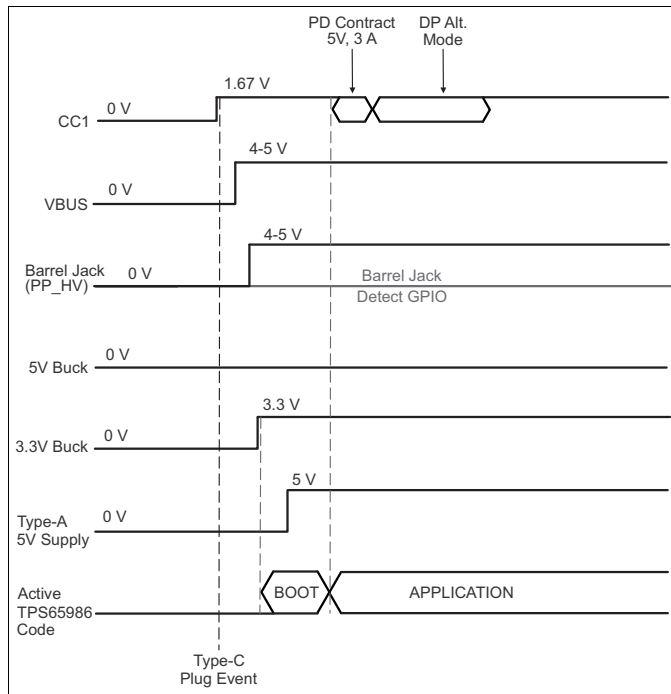 PD Contract
5V, 3 A
DP Alt.
Mode
1.67 V
0 V
CC1
4-5 V
0 V
VBUS
4-5 V
Barrel Jack
(PP_HV)
0 V
Barrel Jack
Detect GPIO
0 V
5V Buck
3.3 V
0 V
3.3V Buck
5 V
0 V
Type-A
5V Supply
Active
TPS65986
Code
BOOT
APPLICATION
Type-C
Plug Event